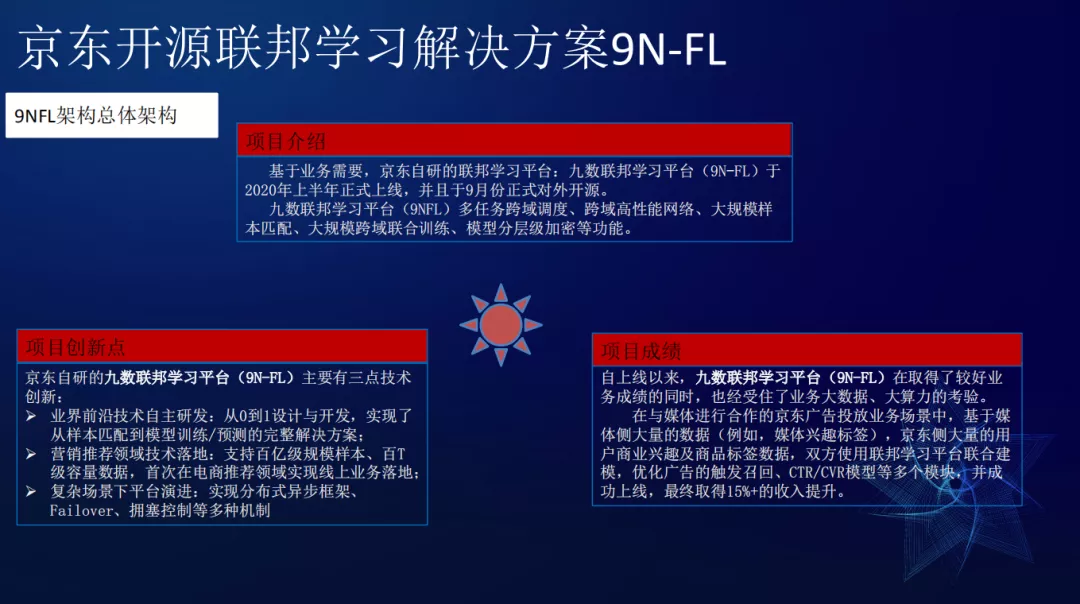 京东开源联邦学习解决方案9N-FL
9NFL架构总体架构
项目介绍
基于业务需要，京东自研的联邦学习平台：九数联邦学习平台（9N-FL）于
2020年上半年正式上线，并且于9月份正式对外开源。
九数联邦学习平台（9NFL）多任务跨域调度、跨域高性能网络、大规模样
本匹配、大规模跨域联合训练、模型分层级加密等功能。
项目创新点
京东自研的九数联邦学习平台（9N-FL）主要有三点技术
创新：
➢ 业界前沿技术自主研发：从0到1设计与开发，实现了
从样本匹配到模型训练/预测的完整解决方案；
➢ 营销推荐领域技术落地：支持百亿级规模样本、百T
级容量数据，首次在电商推荐领域实现线上业务落地；
➢ 复杂场景下平台演进：实现分布式异步框架、
Failover、拥塞控制等多种机制
项目成绩
自上线以来，九数联邦学习平台（9N-FL）在取得了较好业
务成绩的同时，也经受住了业务大数据、大算力的考验。
在与媒体进行合作的京东广告投放业务场景中，基于媒
体侧大量的数据（例如，媒体兴趣标签），京东侧大量的用
户商业兴趣及商品标签数据，双方使用联邦学习平台联合建
模，优化广告的触发召回、CTR/CVR模型等多个模块，并成
功上线，最终取得15%+的收入提升。